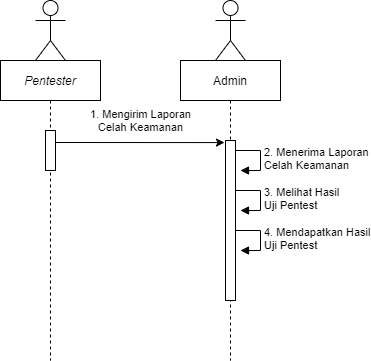 Pentester
Admin
1. Mengirim Laporan
Celah Keamanan
2. Menerima Laporan
Celah Keamanan
3. Melihat Hasil
Uji Pentest
4. Mendapatkan Hasil
Uji Pentest